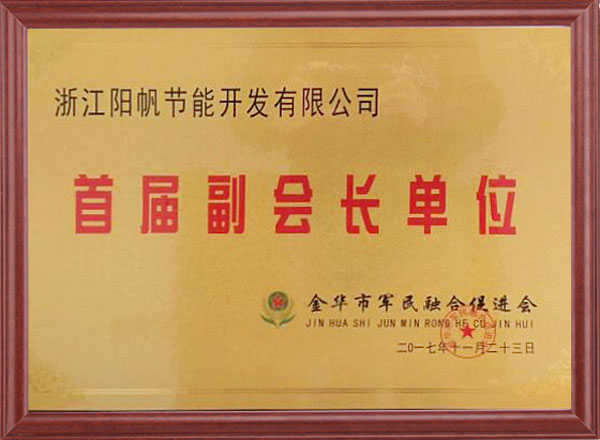 浙江阳帆节能开发有限公司
首届副会长单位
金华市军民融合促进会
JIN HUA SHI JUN MIN RONG HE CU JIN HUI
二〇一七年十一月二十三日